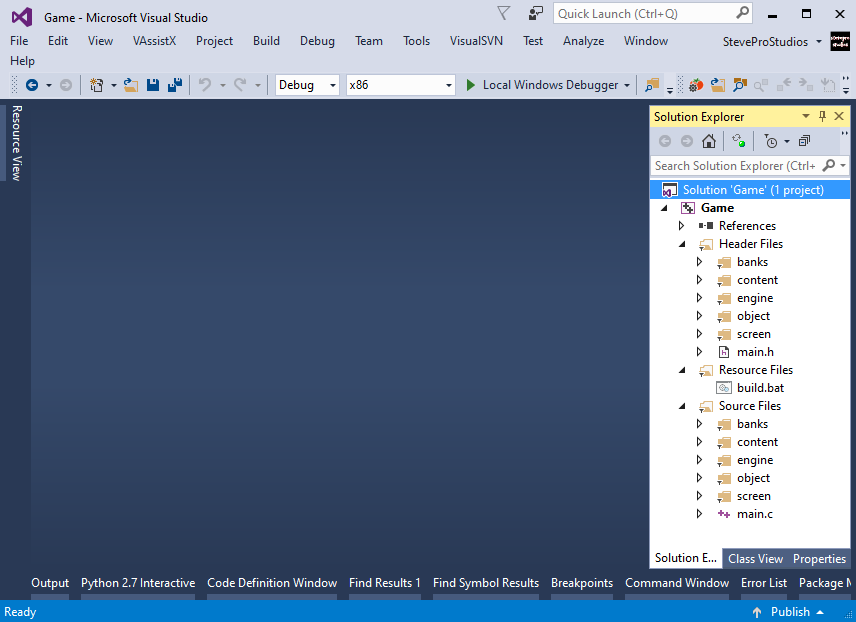 Game - Microsoft Visual Studio
Quick Launch (Ctrl+Q)
File Edit View VAssistX Project Build Debug Team Tools VisualSVN Test Analyze Window SteveProStudios
Help
Debug x86 Local Windows Debugger
Resource View
Solution Explorer
Search Solution Explorer (Ctrl+
Solution 'Game' (1 project)
Game
References
Header Files
banks
content
engine
object
screen
main.h
Resource Files
build.bat
Source Files
banks
content
engine
object
screen
main.c
Solution E... Class View Properties
Output Python 2.7 Interactive Code Definition Window Find Results 1 Find Symbol Results Breakpoints Command Window Error List Package M
Ready Publish